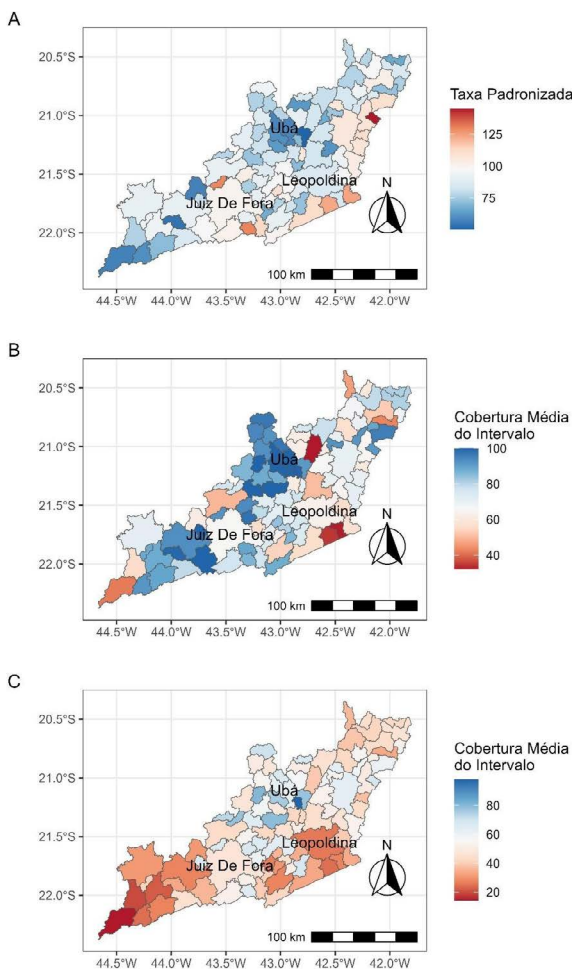 A
20.5°S
21.0°S
21.5°S
22.0°S
Ubá
Leopoldina
Juiz De Fora
N
100 km
44.5°W 44.0°W 43.5°W 43.0°W 42.5°W 42.0°W
Taxa Padronizada
125
100
75
B
20.5°S
21.0°S
21.5°S
22.0°S
Ubá
Leopoldina
Juiz De Fora
N
100 km
44.5°W 44.0°W 43.5°W 43.0°W 42.5°W 42.0°W
Cobertura Média
do Intervalo
100
80
60
40
C
20.5°S
21.0°S
21.5°S
22.0°S
Ubá
Leopoldina
Juiz De Fora
N
100 km
44.5°W 44.0°W 43.5°W 43.0°W 42.5°W 42.0°W
Cobertura Média
do Intervalo
80
60
40
20